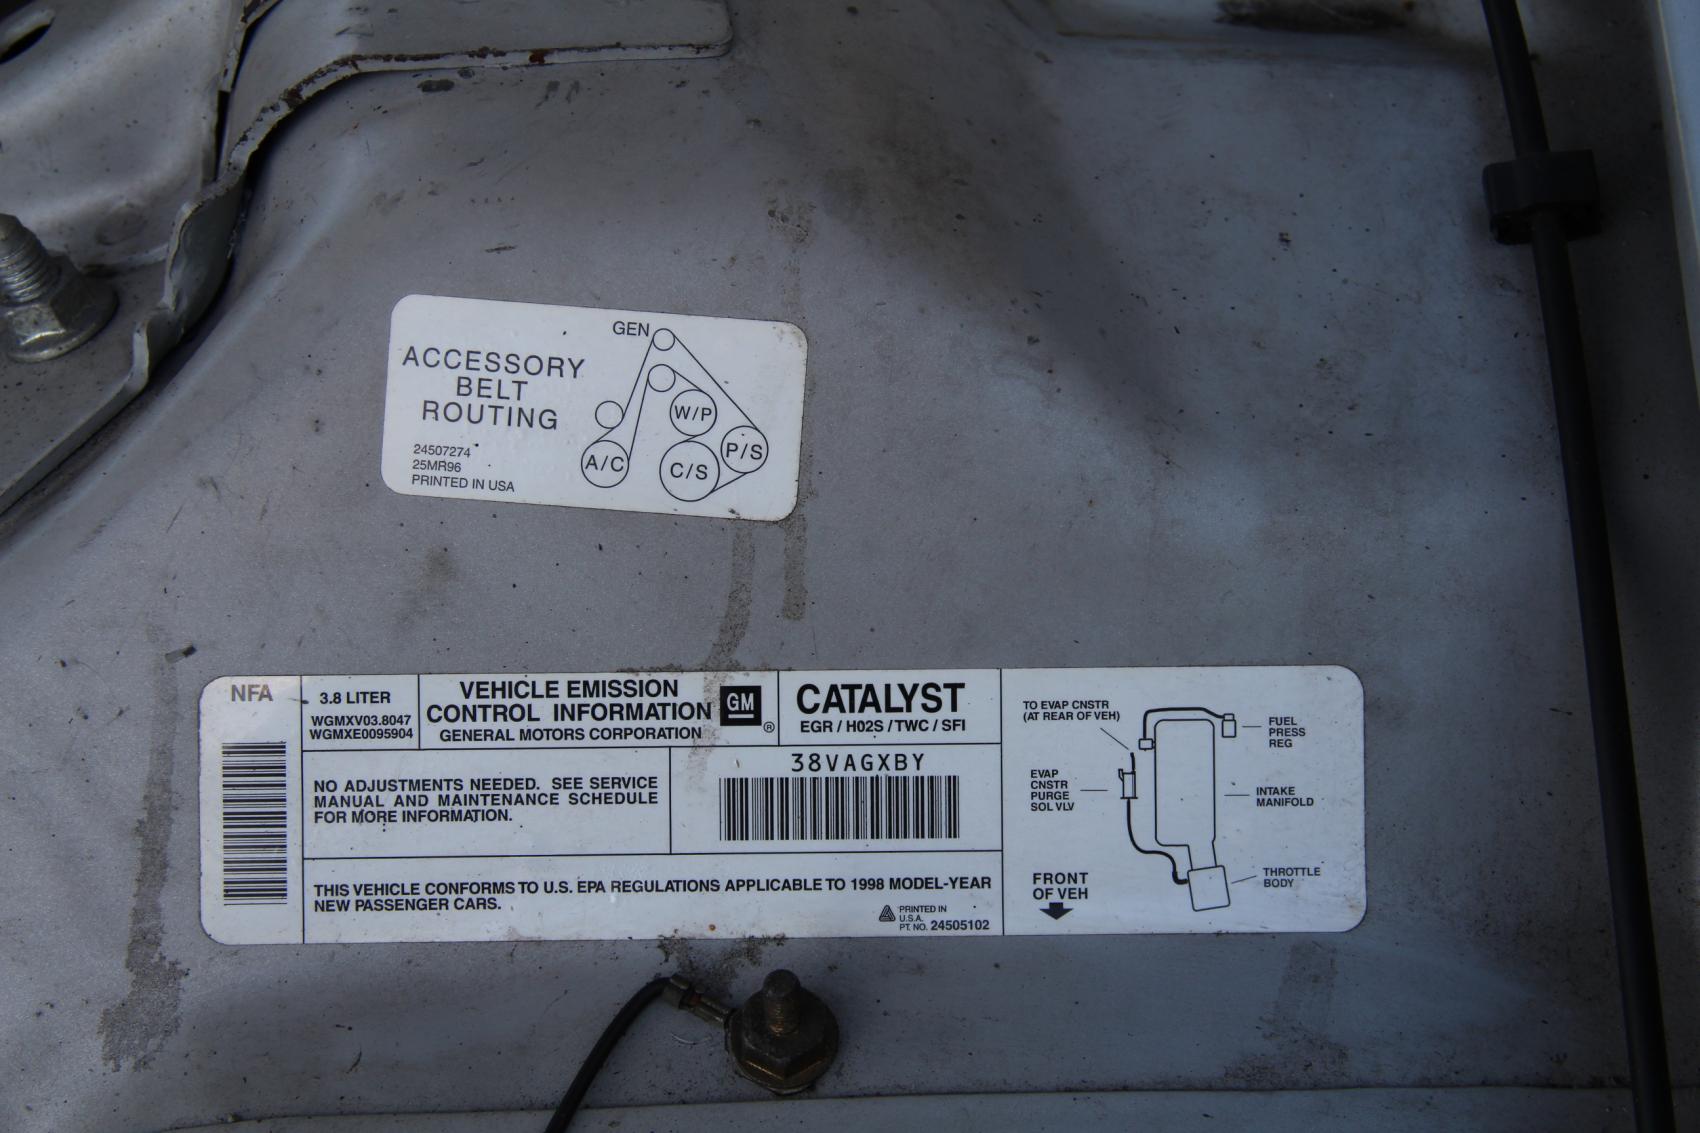 GEN
ACCESSORY
BELT
ROUTING
W/P
P/S
A/C
C/S
24507274
25MR96
PRINTED IN USA
NFA
3.8 LITER
WGMXV03.8047
WGMXE0095904
VEHICLE EMISSION
CONTROL INFORMATION
GENERAL MOTORS CORPORATION
GM
®
CATALYST
EGR / H02S / TWC / SFI
NO ADJUSTMENTS NEEDED. SEE SERVICE
MANUAL AND MAINTENANCE SCHEDULE
FOR MORE INFORMATION.
38VAGXBY
THIS VEHICLE CONFORMS TO U.S. EPA REGULATIONS APPLICABLE TO 1998 MODEL-YEAR
NEW PASSENGER CARS.
PRINTED IN
U.S.A.
PT. NO. 24505102
TO EVAP CNSTR
(AT REAR OF VEH)
FUEL
PRESS
REG
EVAP
CNSTR
PURGE
SOL VLV
INTAKE
MANIFOLD
THROTTLE
BODY
FRONT
OF VEH